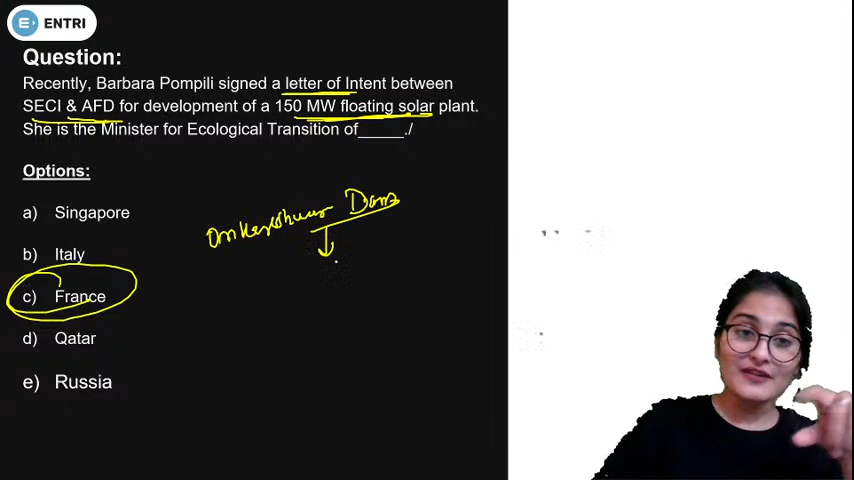 ENTRI
Question:
Recently, Barbara Pompili signed a letter of Intent between
SECI & AFD for development of a 150 MW floating solar plant.
She is the Minister for Ecological Transition of_____./
Options:
a) Singapore
Dam
b) Italy
c) France
d) Qatar
e) Russia